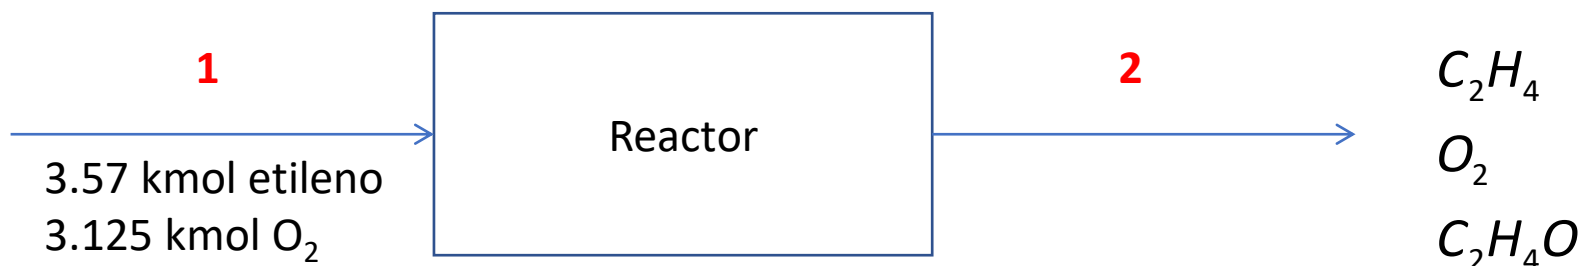 1
3.57 kmol etileno
3.125 kmol O₂
Reactor
2
C₂H₄
O₂
C₂H₄O